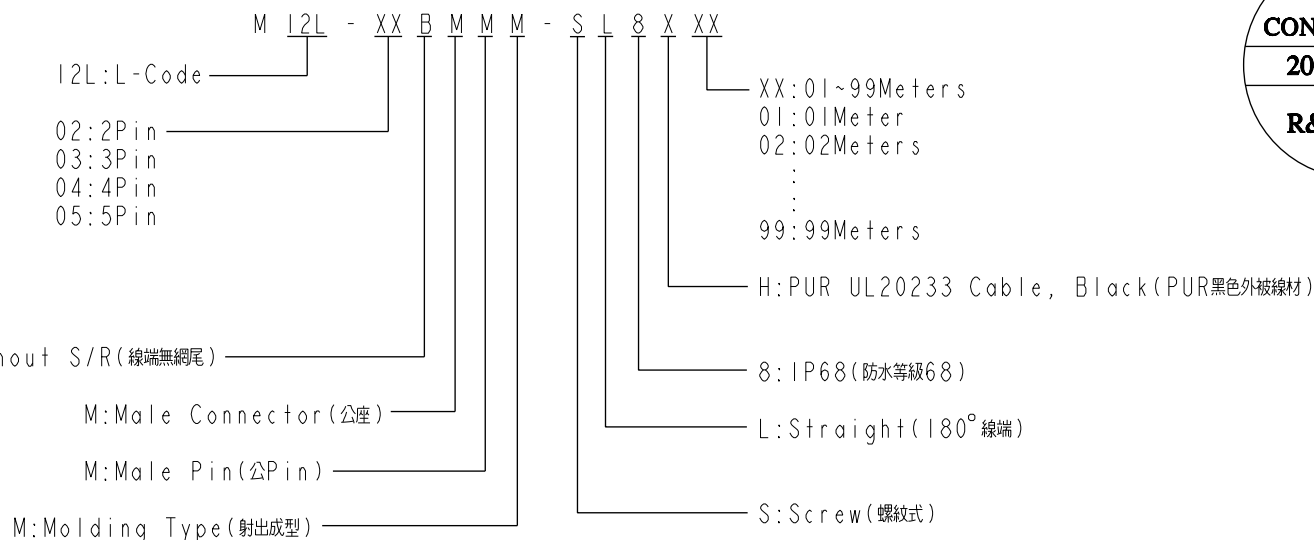 M 12L - XX B M M M - S L 8 X XX
12L:L-Code
02:2Pin
03:3Pin
04:4Pin
05:5Pin
S/R(線端無網尾)
M:Male Connector(公座)
M:Male Pin(公Pin)
M:Molding Type(射出成型)
XX:01~99Meters
01:01Meter
02:02Meters
:
:
99:99Meters
H:PUR UL20233 Cable, Black(PUR黑色外被線材)
8:IP68(防水等級68)
L:Straight(180°線端)
S:Screw(螺紋式)
CON
20
R&